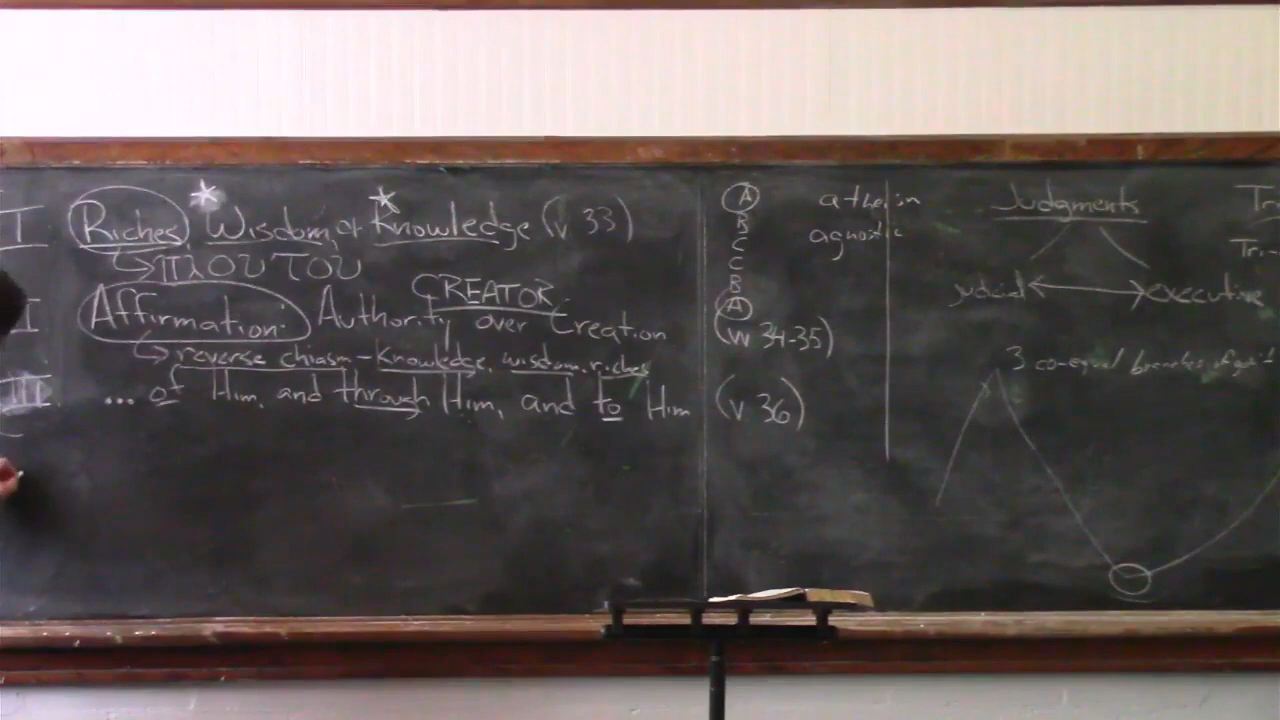 I Riches Wisdom, of Knowledge (v 33)
πλουτου
I Affirmation: Authority over Creation
CREATOR
(vv 34-35)
reverse chiasm - Knowledge, wisdom, riches
III. ... of Him, and through Him, and to Him (v 36)
A
B
C
C
B
A
atheism
agnostic
Judgments
judicial
executive
3 co-equal branches of gov't
Tri-